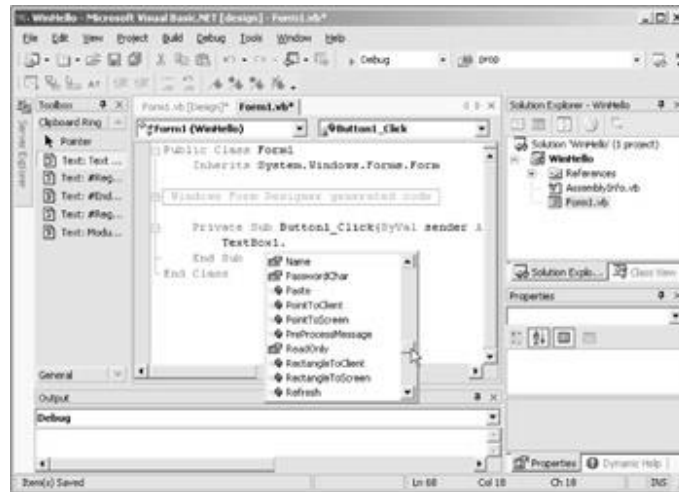 WinHello - Microsoft Visual Basic.NET [design] - Form1.vb*
File Edit View Project Build Debug Tools Window Help
Debug
prop
Server Explorer
Toolbox
Clipboard Ring
Pointer
Text: Text ...
Text: #Reg...
Text: #End...
Text: #Reg...
Text: Modu...
General
Form1.vb [Design]* Form1.vb*
Form1 (WinHello)
Button1_Click
Public Class Form1
Inherits System.Windows.Forms.Form
Windows Form Designer generated code
Private Sub Button1_Click(ByVal sender A
TextBox1.
End Sub
End Class
Name
PasswordChar
Paste
PointToClient
PointToScreen
PreProcessMessage
ReadOnly
RectangleToClient
RectangleToScreen
Refresh
Solution Explorer - WinHello
Solution 'WinHello' (1 project)
WinHello
References
AssemblyInfo.vb
Form1.vb
Solution Explo... Class View
Properties
Output
Debug
Properties Dynamic Help
Item(s) Saved Ln 68 Col 18 Ch 18 INS